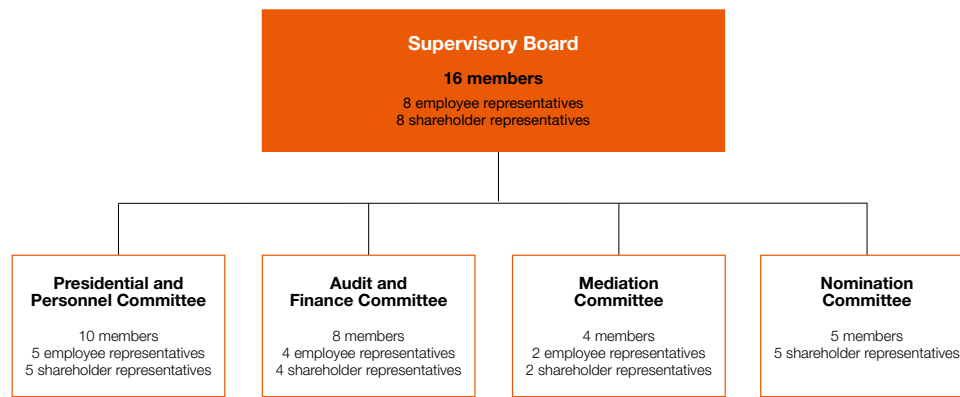 Supervisory Board
16 members
8 employee representatives
8 shareholder representatives
Presidential and
Personnel Committee
10 members
5 employee representatives
5 shareholder representatives
Audit and
Finance Committee
8 members
4 employee representatives
4 shareholder representatives
Mediation
Committee
4 members
2 employee representatives
2 shareholder representatives
Nomination
Committee
5 members
5 shareholder representatives